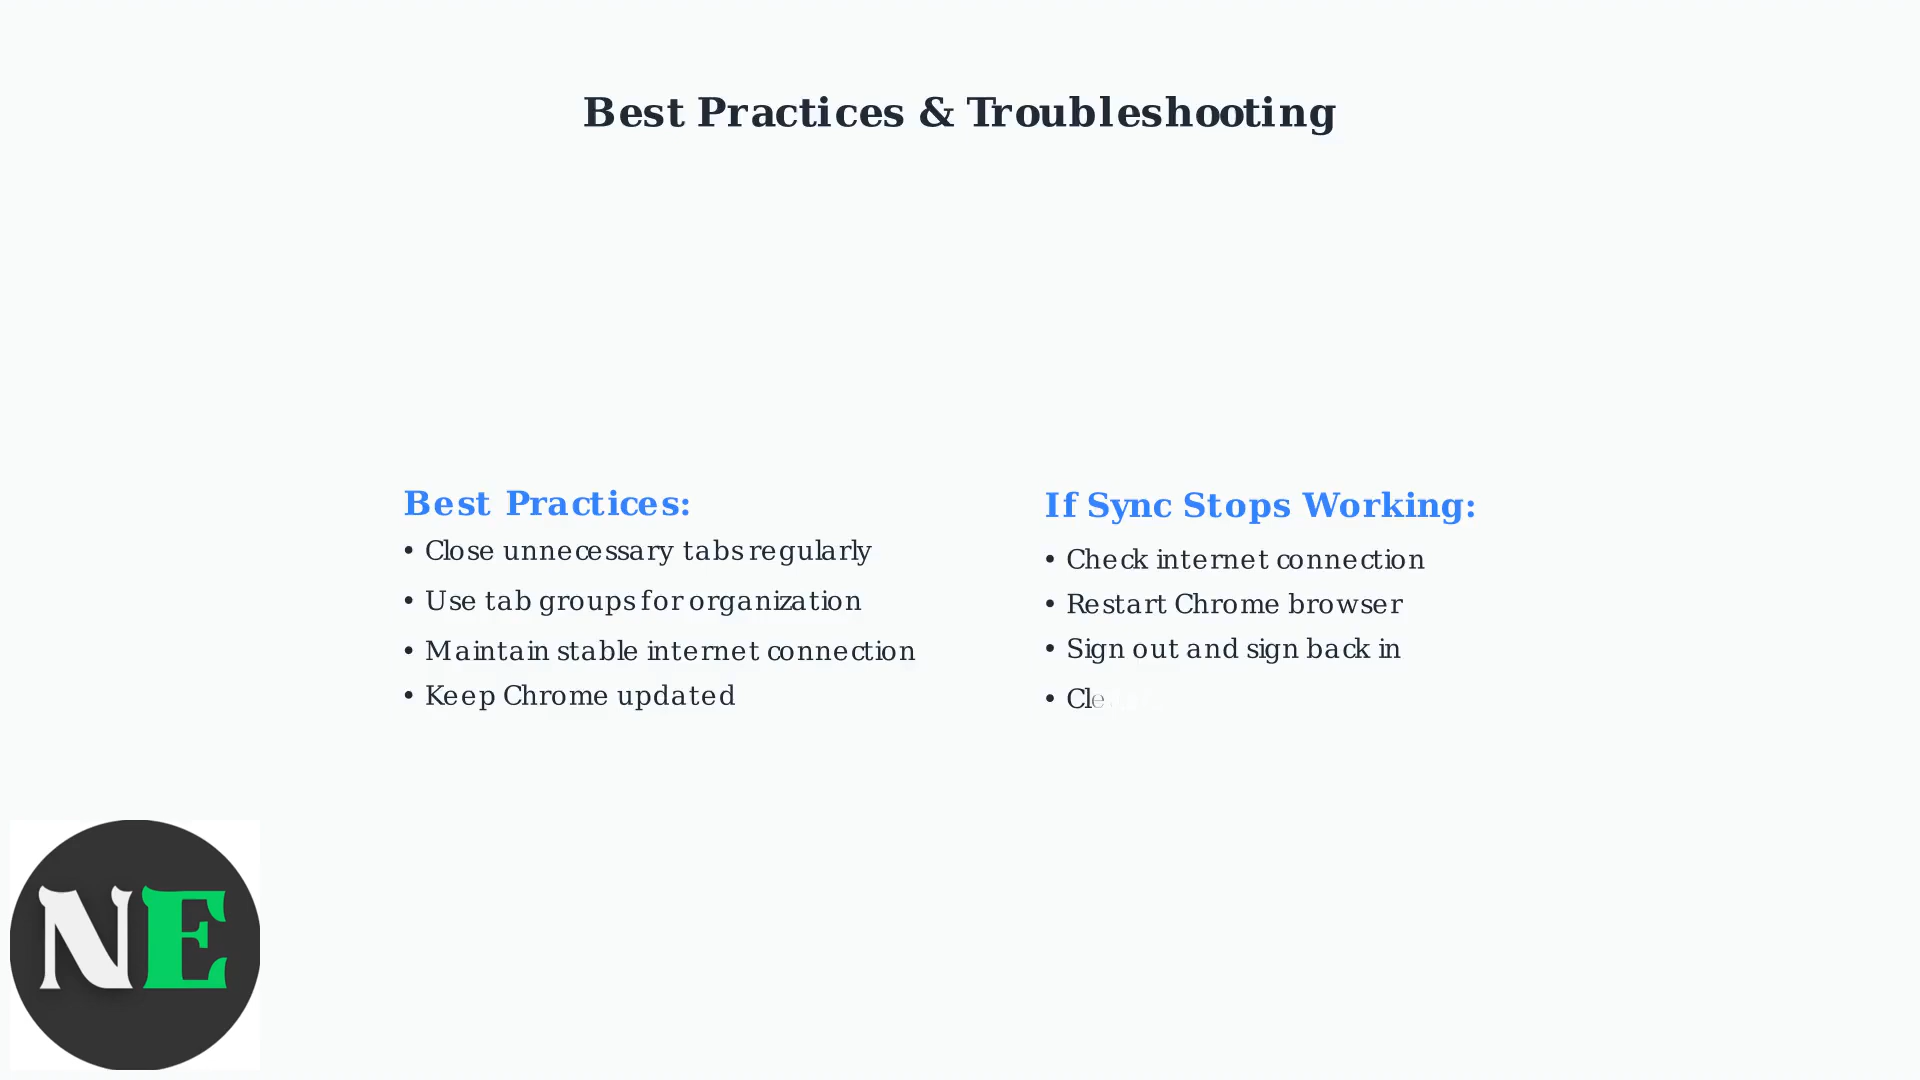 Best Practices & Troubleshooting
Best Practices:
• Close unnecessary tabs regularly
• Use tab groups for organization
• Maintain stable internet connection
• Keep Chrome updated
If Sync Stops Working:
• Check internet connection
• Restart Chrome browser
• Sign out and sign back in
• Cle
NE